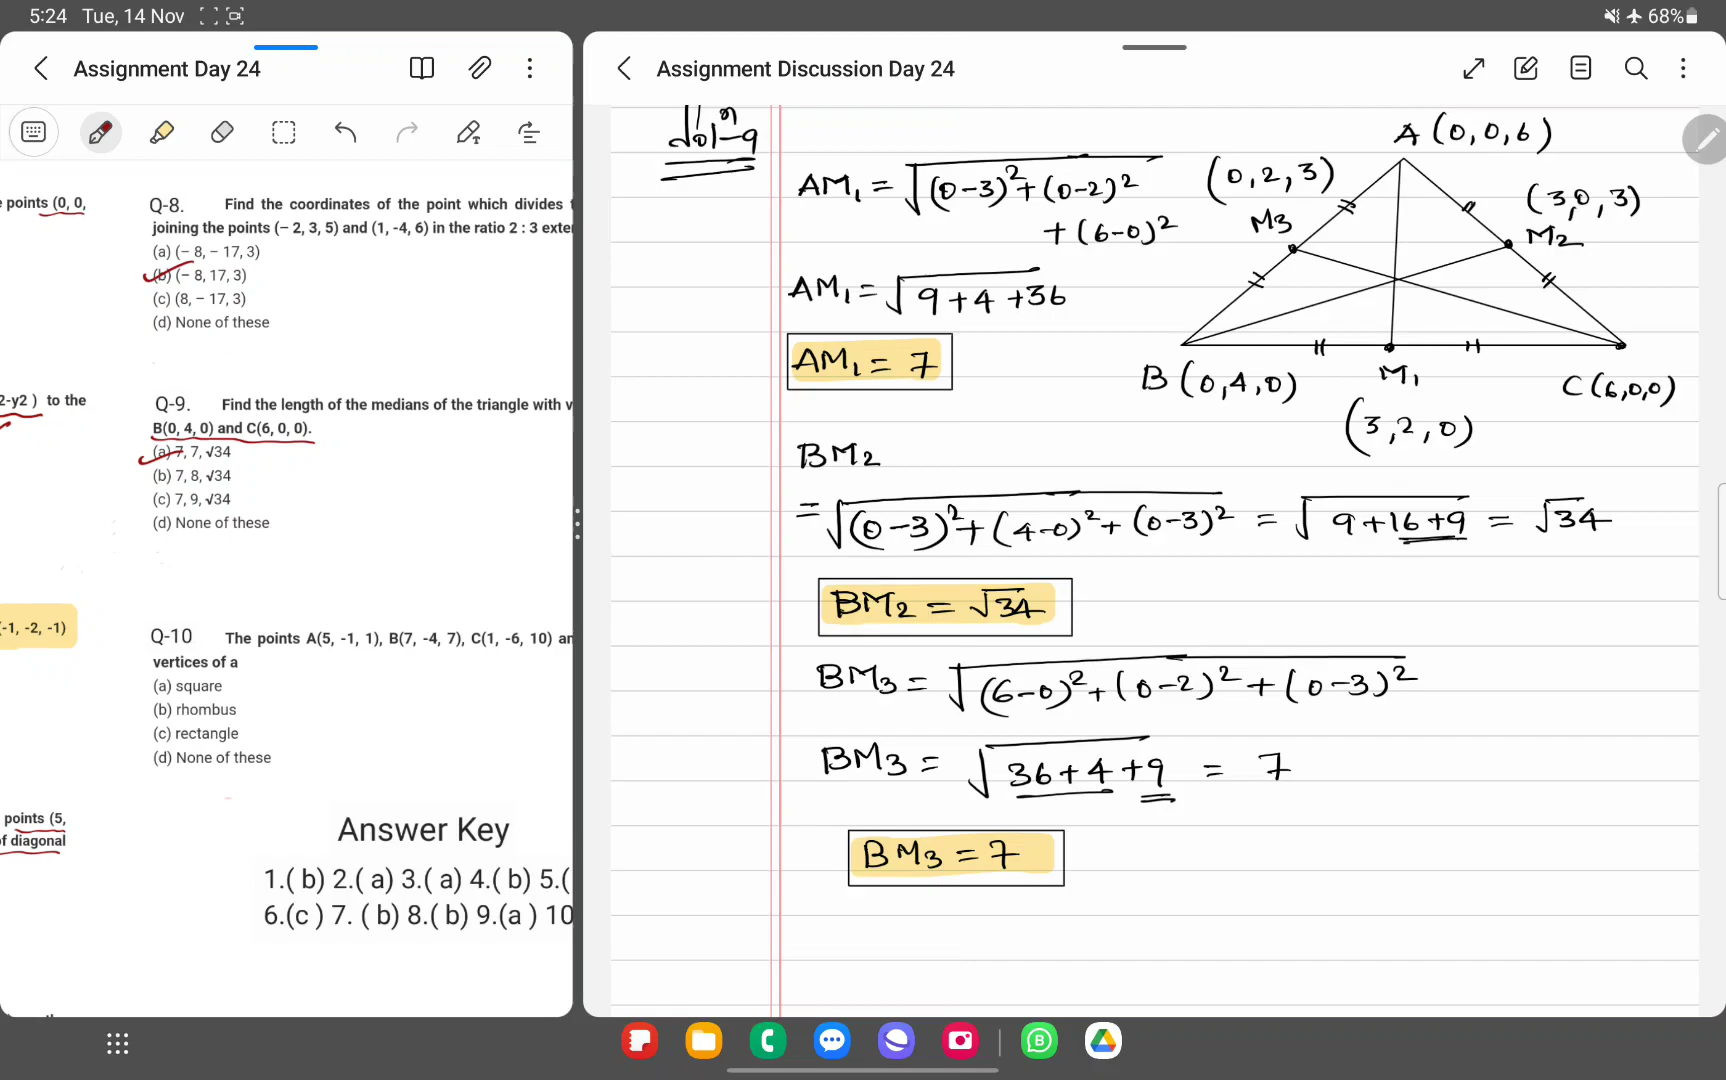 5:24 Tue, 14 Nov
68%
Assignment Day 24
points (0, 0,
Q-8. Find the coordinates of the point which divides
joining the points (– 2, 3, 5) and (1, -4, 6) in the ratio 2 : 3 exter
(a) (– 8, – 17, 3)
(b) (– 8, 17, 3)
(c) (8, – 17, 3)
(d) None of these
2-y2 ) to the
Q-9. Find the length of the medians of the triangle with v
B(0, 4, 0) and C(6, 0, 0).
(a) 7, 7, √34
(b) 7, 8, √34
(c) 7, 9, √34
(d) None of these
(-1, -2, -1)
Q-10 The points A(5, -1, 1), B(7, -4, 7), C(1, -6, 10) an
vertices of a
(a) square
(b) rhombus
(c) rectangle
(d) None of these
points (5,
of diagonal
Answer Key
1.( b) 2.( a) 3.( a) 4.( b) 5.(
6.(c ) 7. ( b) 8.( b) 9.(a ) 10
Assignment Discussion Day 24
Solⁿ-9
AM₁ = √(0-3)² + (0-2)²
+ (6-0)²
AM₁ = √9+4+36
AM₁ = 7
A (0,0,6)
(0,2,3)
M3
(3,0,3)
M2
B (0,4,0)
M₁
C (6,0,0)
(3,2,0)
BM2
= √(0-3)² + (4-0)² + (0-3)² = √9+16+9 = √34
BM2 = √34
BM3 = √(6-0)² + (0-2)² + (0-3)²
BM3 = √36+4+9 = 7
BM3 = 7